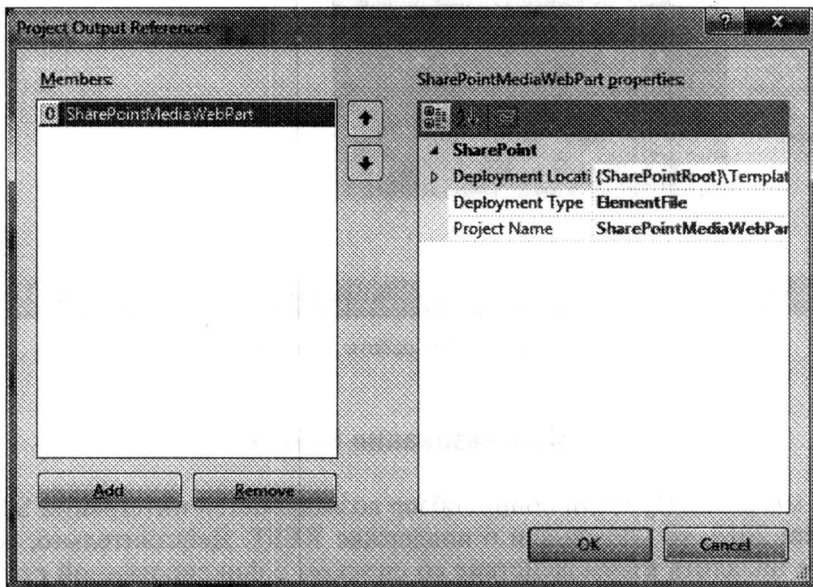 Project Output References
Members:
SharePointMediaWebPart properties:
0 SharePointMediaWebPart
SharePoint
Deployment Locati {SharePointRoot}\Templat
Deployment Type ElementFile
Project Name SharePointMediaWebPar
Add Remove
OK Cancel